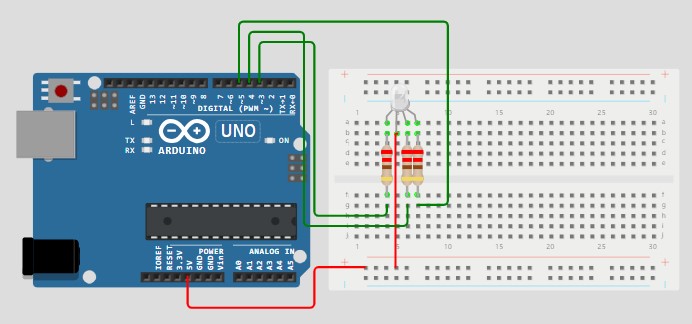 AREF
GND
13
12
~11
~10
~9
8
7
~6
~5
4
~3
2
TX→1
RX←0
DIGITAL (PWM ~)
L
TX
RX
UNO
ON
ARDUINO
IOREF
RESET
3.3V
5V
GND
GND
Vin
POWER
ANALOG IN
A0
A1
A2
A3
A4
A5
1 5 10 15 20 25 30
a a
b b
c c
d d
e e
f f
g g
h h
i i
j j
1 5 10 15 20 25 30